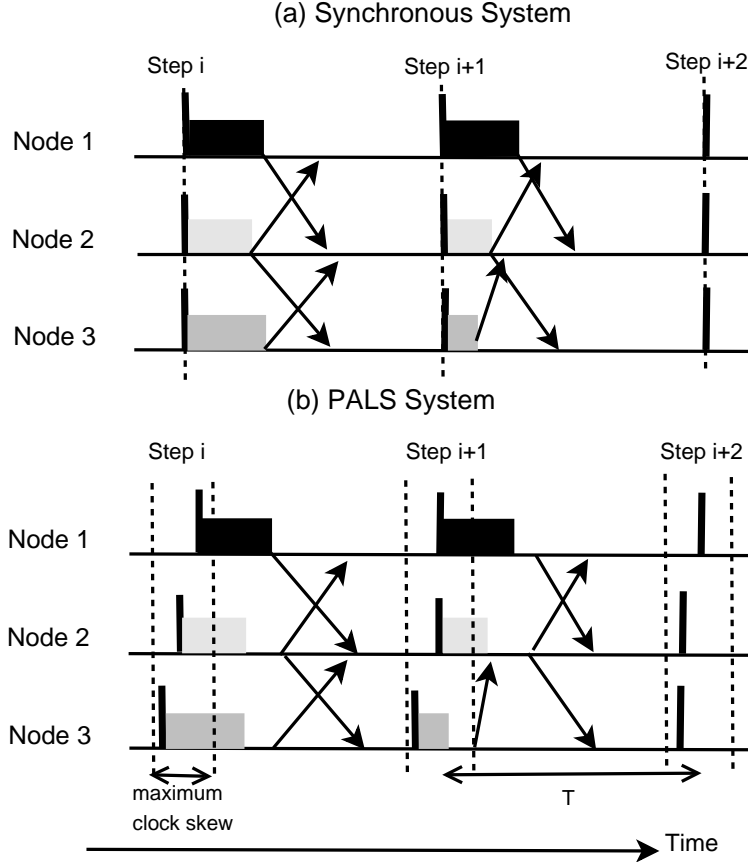 (a) Synchronous System
Step i
Step i+1
Step i+2
Node 1
Node 2
Node 3
(b) PALS System
Step i
Step i+1
Step i+2
Node 1
Node 2
Node 3
maximum
clock skew
T
Time